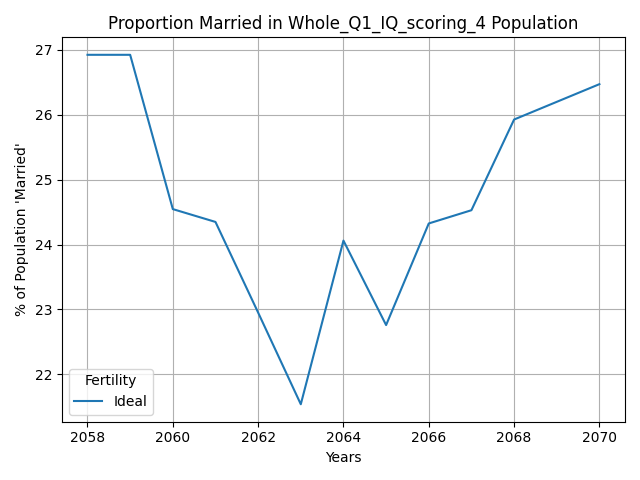 Proportion Married in Whole_Q1_IQ_scoring_4 Population
% of Population 'Married'
27
26
25
24
23
22
Fertility
Ideal
2058 2060 2062 2064 2066 2068 2070
Years